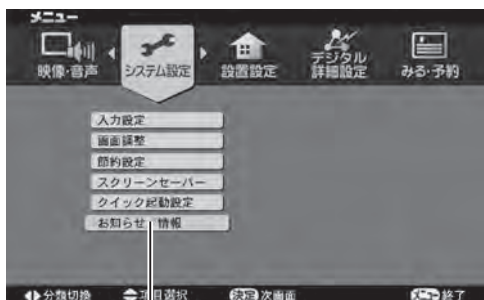 メニュー
映像・音声
システム設定
設置設定
デジタル
詳細設定
みる・予約
入力設定
画面調整
節約設定
スクリーンセーバー
クイック起動設定
お知らせ・情報
分類切換 項目選択 決定 次画面 メニュー 終了